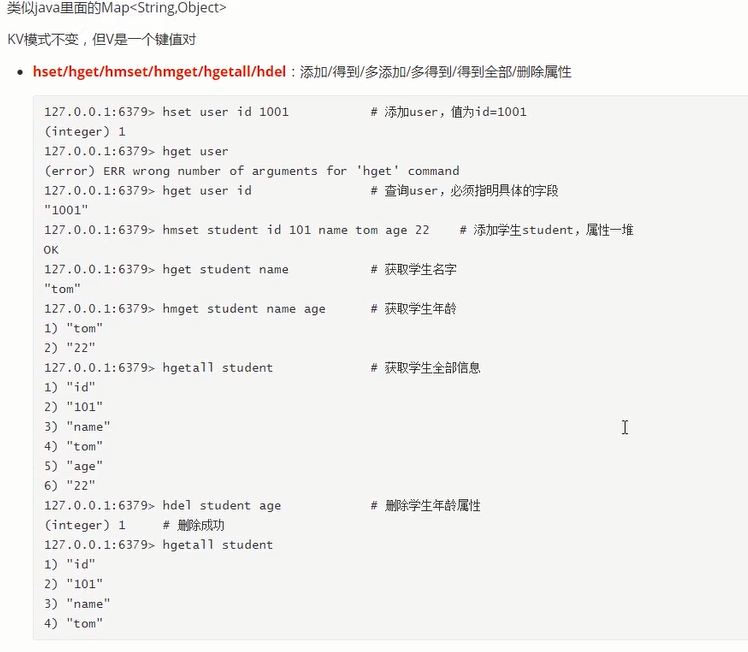 类似java里面的Map<String,Object>
KV模式不变，但V是一个键值对
• hset/hget/hmset/hmget/hgetall/hdel：添加/得到/多添加/多得到/得到全部/删除属性
127.0.0.1:6379> hset user id 1001 # 添加user，值为id=1001
(integer) 1
127.0.0.1:6379> hget user
(error) ERR wrong number of arguments for 'hget' command
127.0.0.1:6379> hget user id # 查询user，必须指明具体的字段
"1001"
127.0.0.1:6379> hmset student id 101 name tom age 22 # 添加学生student，属性一堆
OK
127.0.0.1:6379> hget student name # 获取学生名字
"tom"
127.0.0.1:6379> hmget student name age # 获取学生年龄
1) "tom"
2) "22"
127.0.0.1:6379> hgetall student # 获取学生全部信息
1) "id"
2) "101"
3) "name"
4) "tom"
5) "age"
6) "22"
127.0.0.1:6379> hdel student age # 删除学生年龄属性
(integer) 1 # 删除成功
127.0.0.1:6379> hgetall student
1) "id"
2) "101"
3) "name"
4) "tom"